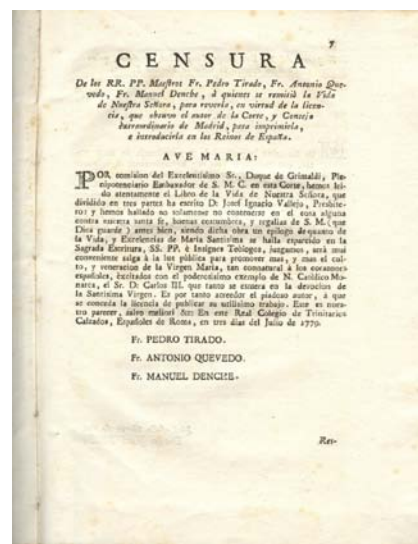 7
CENSURA
De los RR. PP. Maestros Fr. Pedro Tirado, Fr. Antonio Que-
vedo, Fr. Manuel Denche, à quienes se remitió la Vida
de Nuestra Señora, para reverla, en virtud de la licen-
cia, que obtuvo el autor de la Corte, y Consejo
extraordinario de Madrid, para imprimirla,
e introducirla en los Reinos de España.
AVE MARIA:
POR comision del Excelentisimo Sr. Duque de Grimaldi, Ple-
nipotenciario Embaxador de S. M. C. en esta Corte, hemos lei-
do atentamente el Libro de la Vida de Nuestra Señora, que
dividido en tres partes ha escrito D. Josef Ignacio Vallejo, Presbite-
ro: y hemos hallado no solamente no contenerse en él cosa alguna
contra nuestra santa fe, buenas costumbres, y regalias de S. M. (que
Dios guarde) antes bien, siendo dicha obra un epilogo de quanto de
la Vida, y Excelencias de Maria Santisima se halla esparcido en la
Sagrada Escritura, SS. PP. è Insignes Teologos, juzgamos, será mui
conveniente salga á la luz pública para promover mas, y mas el cul-
to, y veneracion de la Virgen Maria, tan connatural à los corazones
españoles, excitados con el poderosisimo exemplo de N. Católico Mo-
narca, el Sr. D. Carlos III. que tanto se esmera en la devocion de
la Santisima Virgen. Es por tanto acreedor el piadoso autor, á que
se conceda la licencia de publicar su utilisimo trabajo. Este es nues-
tro parecer, salvo meliori &c. En este Real Colegio de Trinitarios
Calzados, Españoles de Roma, en tres dias del Julio de 1779.
Fr. PEDRO TIRADO.
Fr. ANTONIO QUEVEDO.
Fr. MANUEL DENCHE.
Res-